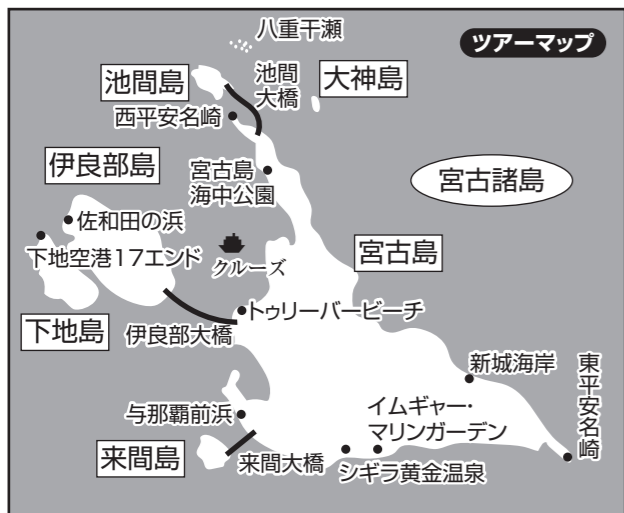 八重干瀬
ツアーマップ
池間島
池間
大橋
大神島
西平安名崎
伊良部島
宮古島
海中公園
宮古諸島
佐和田の浜
下地空港17エンド
クルーズ
宮古島
トゥリーバービーチ
下地島
伊良部大橋
新城海岸
東平安名崎
与那覇前浜
イムギャー・
マリンガーデン
来間島
来間大橋
シギラ黄金温泉